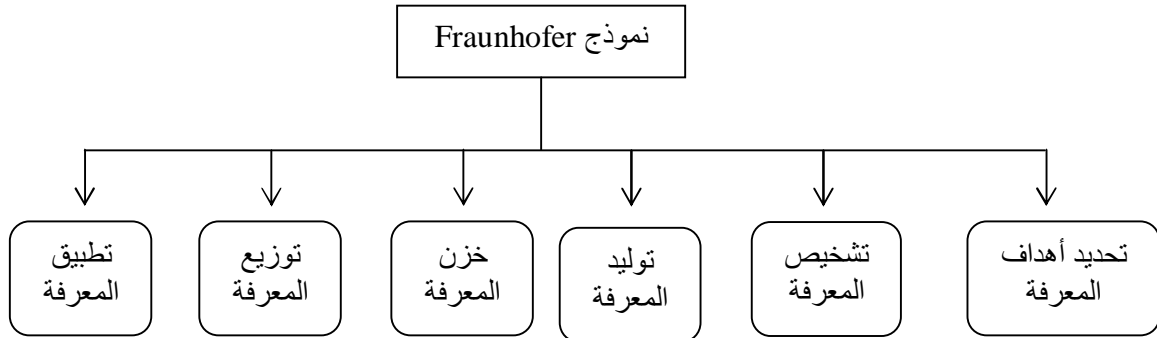 نموذج Fraunhofer
تحديد أهداف
المعرفة
تشخيص
المعرفة
توليد
المعرفة
خزن
المعرفة
توزيع
المعرفة
تطبيق
المعرفة